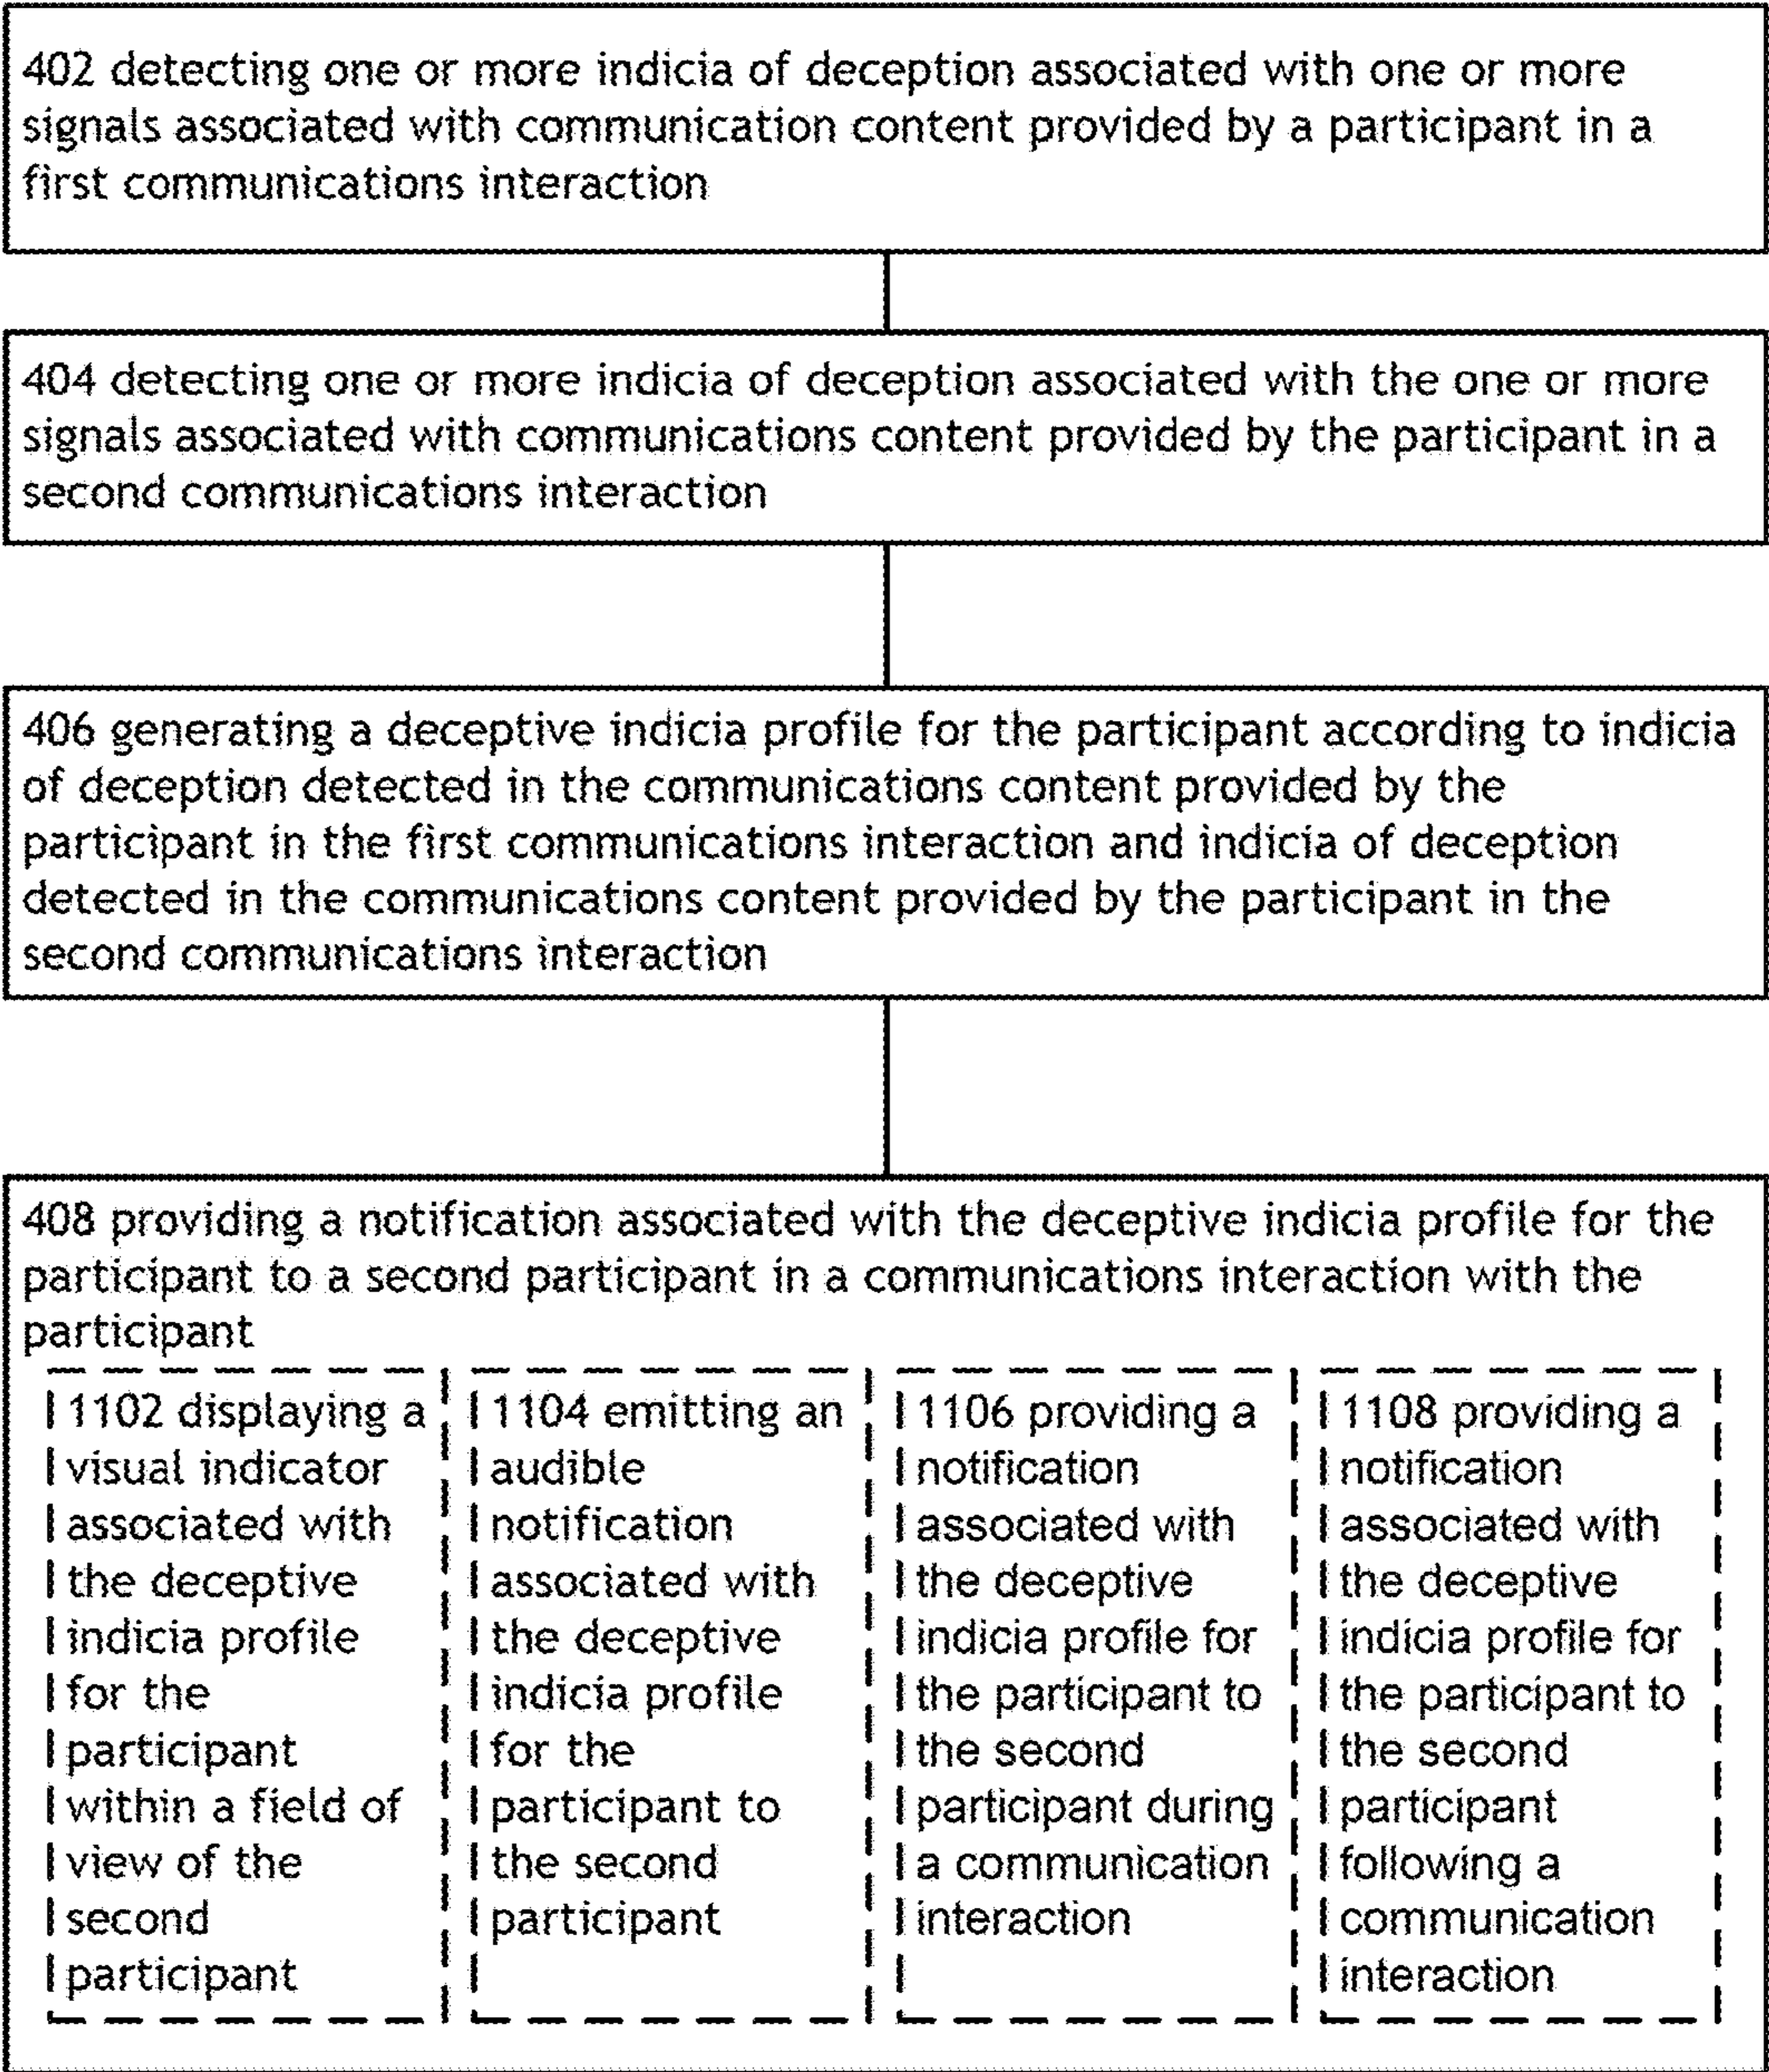 402 detecting one or more indicia of deception associated with one or more
signals associated with communication content provided by a participant in a
first communications interaction
404 detecting one or more indicia of deception associated with the one or more
signals associated with communications content provided by the participant in a
second communications interaction
406 generating a deceptive indicia profile for the participant according to indicia
of deception detected in the communications content provided by the
participant in the first communications interaction and indicia of deception
detected in the communications content provided by the participant in the
second communications interaction
408 providing a notification associated with the deceptive indicia profile for the
participant to a second participant in a communications interaction with the
participant
1102 displaying a
visual indicator
associated with
the deceptive
indicia profile
for the
participant
within a field of
view of the
second
participant
1104 emitting an
audible
notification
associated with
the deceptive
indicia profile
for the
participant to
the second
participant
1106 providing a
notification
associated with
the deceptive
indicia profile for
the participant to
the second
participant during
a communication
interaction
1108 providing a
notification
associated with
the deceptive
indicia profile for
the participant to
the second
participant
following a
communication
interaction